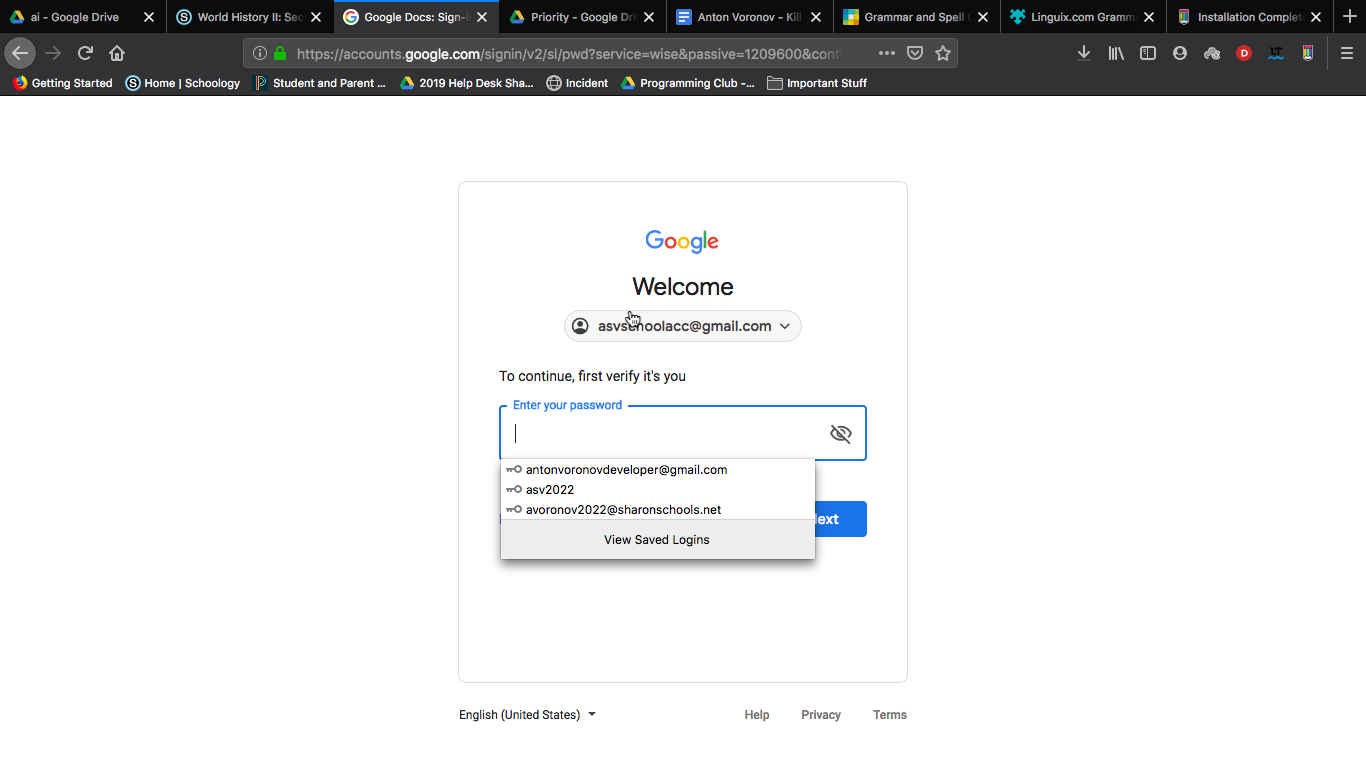 ai - Google Drive
World History II: Sec
Google Docs: Sign-i
Priority - Google Dri
Anton Voronov - Kill
Grammar and Spell C
Linguix.com Gramm
Installation Complet
https://accounts.google.com/signin/v2/sl/pwd?service=wise&passive=1209600&cont
Getting Started
Home | Schoology
Student and Parent ...
2019 Help Desk Sha...
Incident
Programming Club -...
Important Stuff
Google
Welcome
asvschoolacc@gmail.com
To continue, first verify it's you
Enter your password
antonvoronovdeveloper@gmail.com
asv2022
avoronov2022@sharonschools.net
View Saved Logins
ext
English (United States)
Help
Privacy
Terms